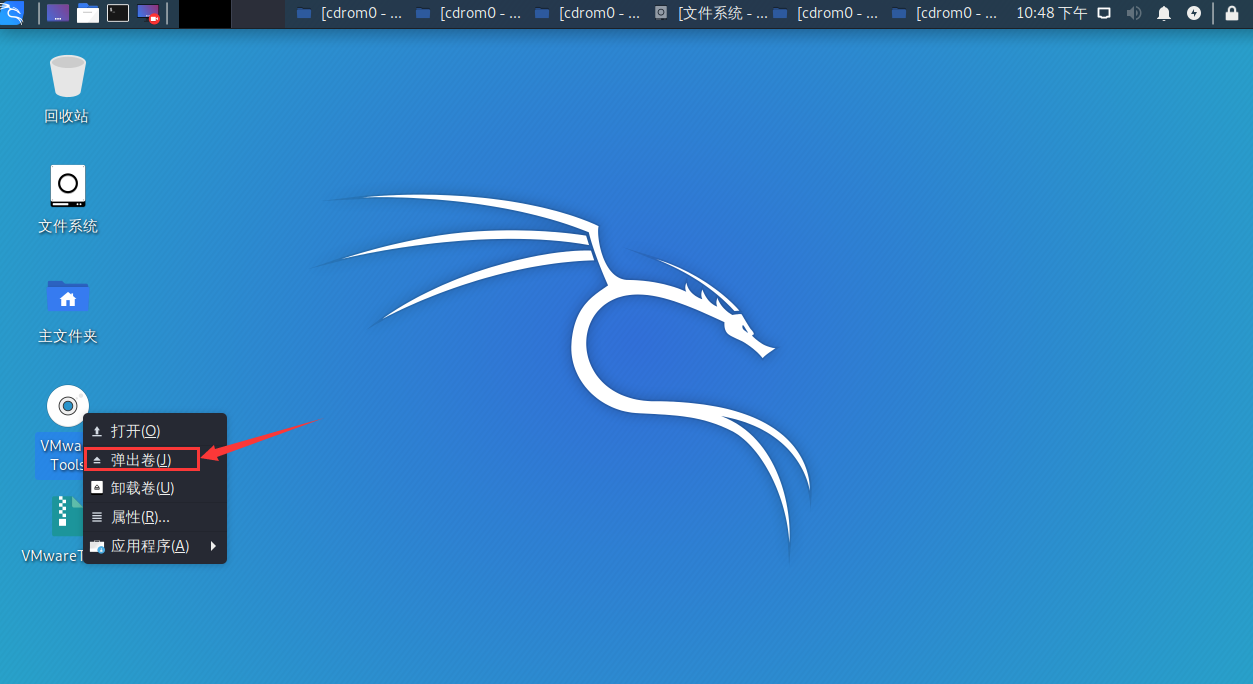 [cdrom0 - ...
[cdrom0 - ...
[cdrom0 - ...
[文件系统 - ...
[cdrom0 - ...
[cdrom0 - ...
10:48 下午
回收站
文件系统
主文件夹
VMwa
Tools
打开(O)
弹出卷(J)
卸载卷(U)
属性(R)...
应用程序(A)
VMwareT